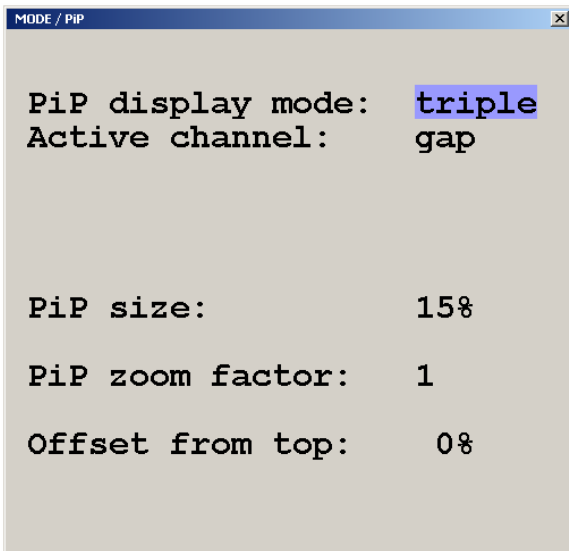 MODE / PiP
PiP display mode: triple
Active channel: gap
PiP size: 15%
PiP zoom factor: 1
Offset from top: 0%